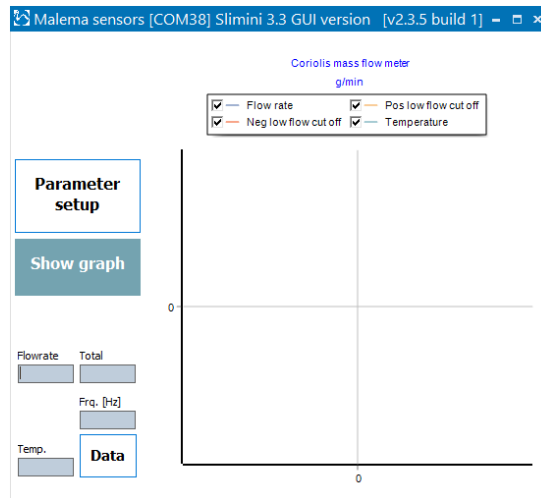 Malema sensors [COM38] Slimini 3.3 GUI version [v2.3.5 build 1]
Coriolis mass flow meter
g/min
Flow rate
Pos low flow cut off
Neg low flow cut off
Temperature
Parameter
setup
Show graph
0
Flowrate
Total
Frq. [Hz]
Temp.
Data
0